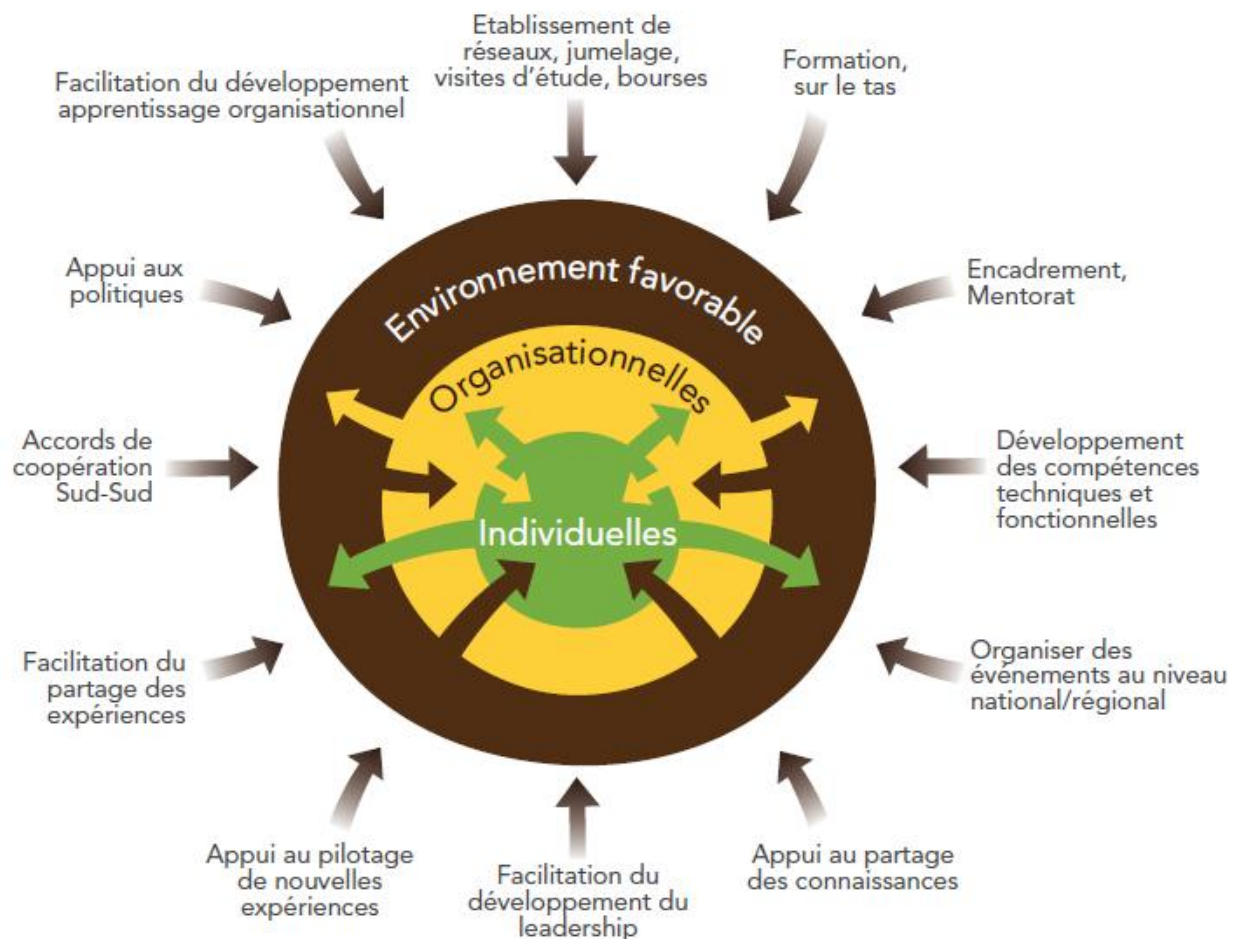 Etablissement de
réseaux, jumelage,
visites d'étude, bourses
Formation,
sur le tas
Facilitation du développement
apprentissage organisationnel
Appui aux
politiques
Encadrement,
Mentorat
Environnement favorable
Organisationnelles
Individuelles
Accords de
coopération
Sud-Sud
Développement
des compétences
techniques et
fonctionnelles
Facilitation du
partage des
expériences
Organiser des
événements au niveau
national/régional
Appui au pilotage
de nouvelles
expériences
Facilitation du
développement du
leadership
Appui au partage
des connaissances